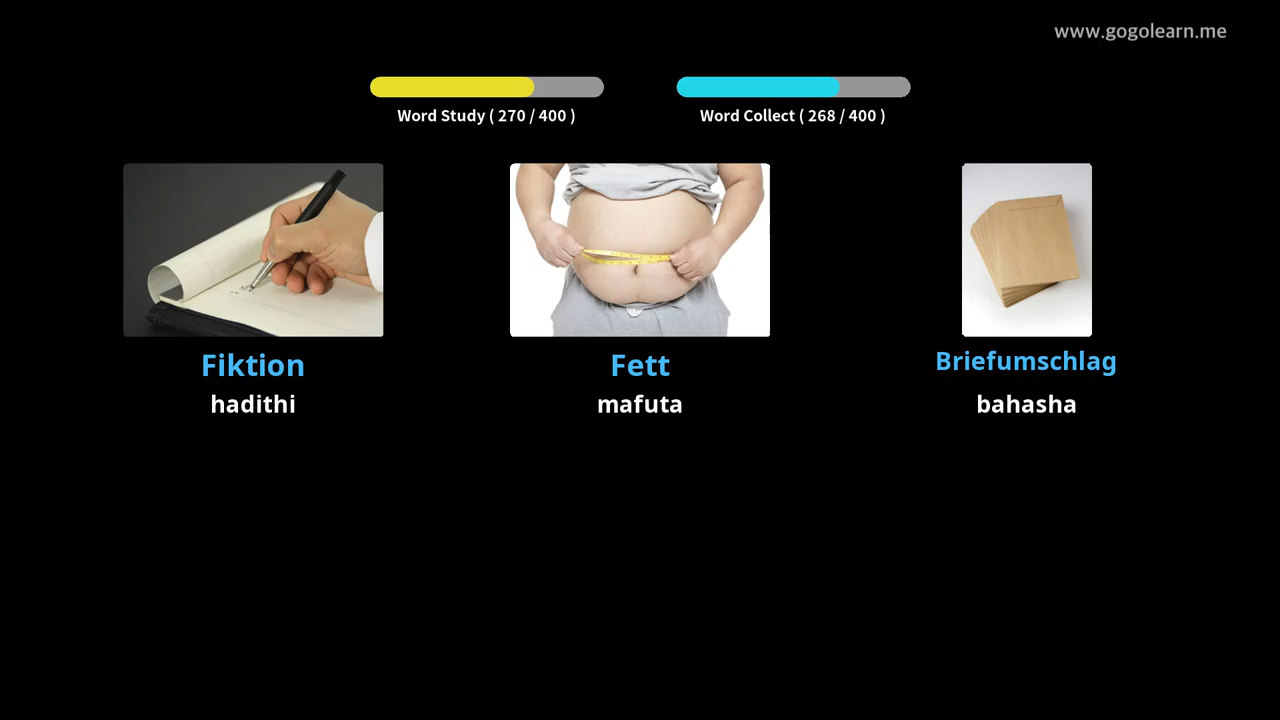 www.gogolearn.me
Word Study ( 270 / 400 )
Word Collect ( 268 / 400 )
Fiktion
hadithi
Fett
mafuta
Briefumschlag
bahasha